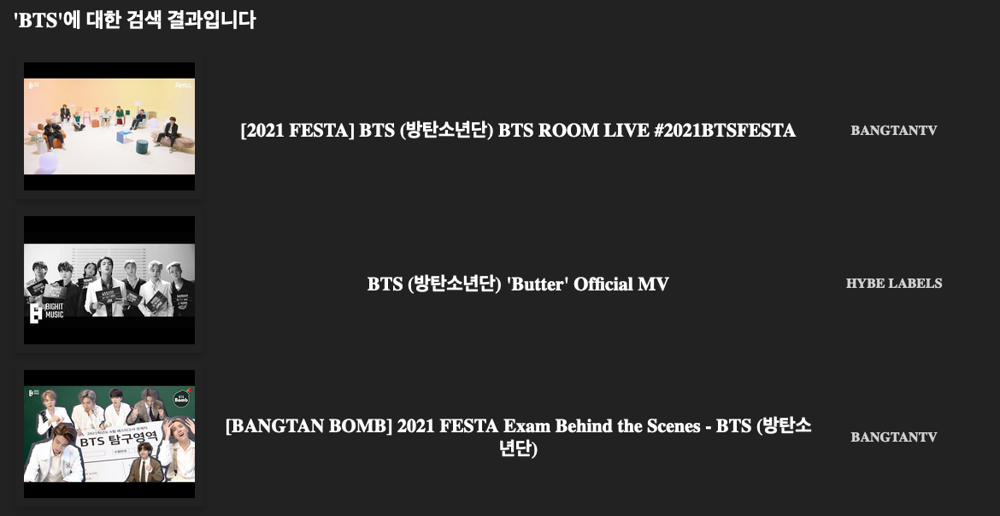 'BTS'에 대한 검색 결과입니다
[2021 FESTA] BTS (방탄소년단) BTS ROOM LIVE #2021BTSFESTA
BANGTANTV
BTS (방탄소년단) 'Butter' Official MV
HYBE LABELS
BIGHIT
MUSIC
BTS 탐구영역
BTS
Bomb
[BANGTAN BOMB] 2021 FESTA Exam Behind the Scenes - BTS (방탄소
년단)
BANGTANTV